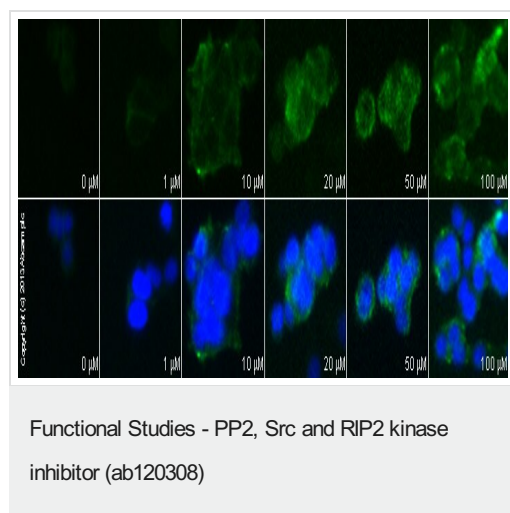 0 µM 1 µM 10 µM 20 µM 50 µM 100 µM
Copyright (c) 2013 Abcam plc
0 µM 1 µM 10 µM 20 µM 50 µM 100 µM
Functional Studies - PP2, Src and RIP2 kinase
inhibitor (ab120308)